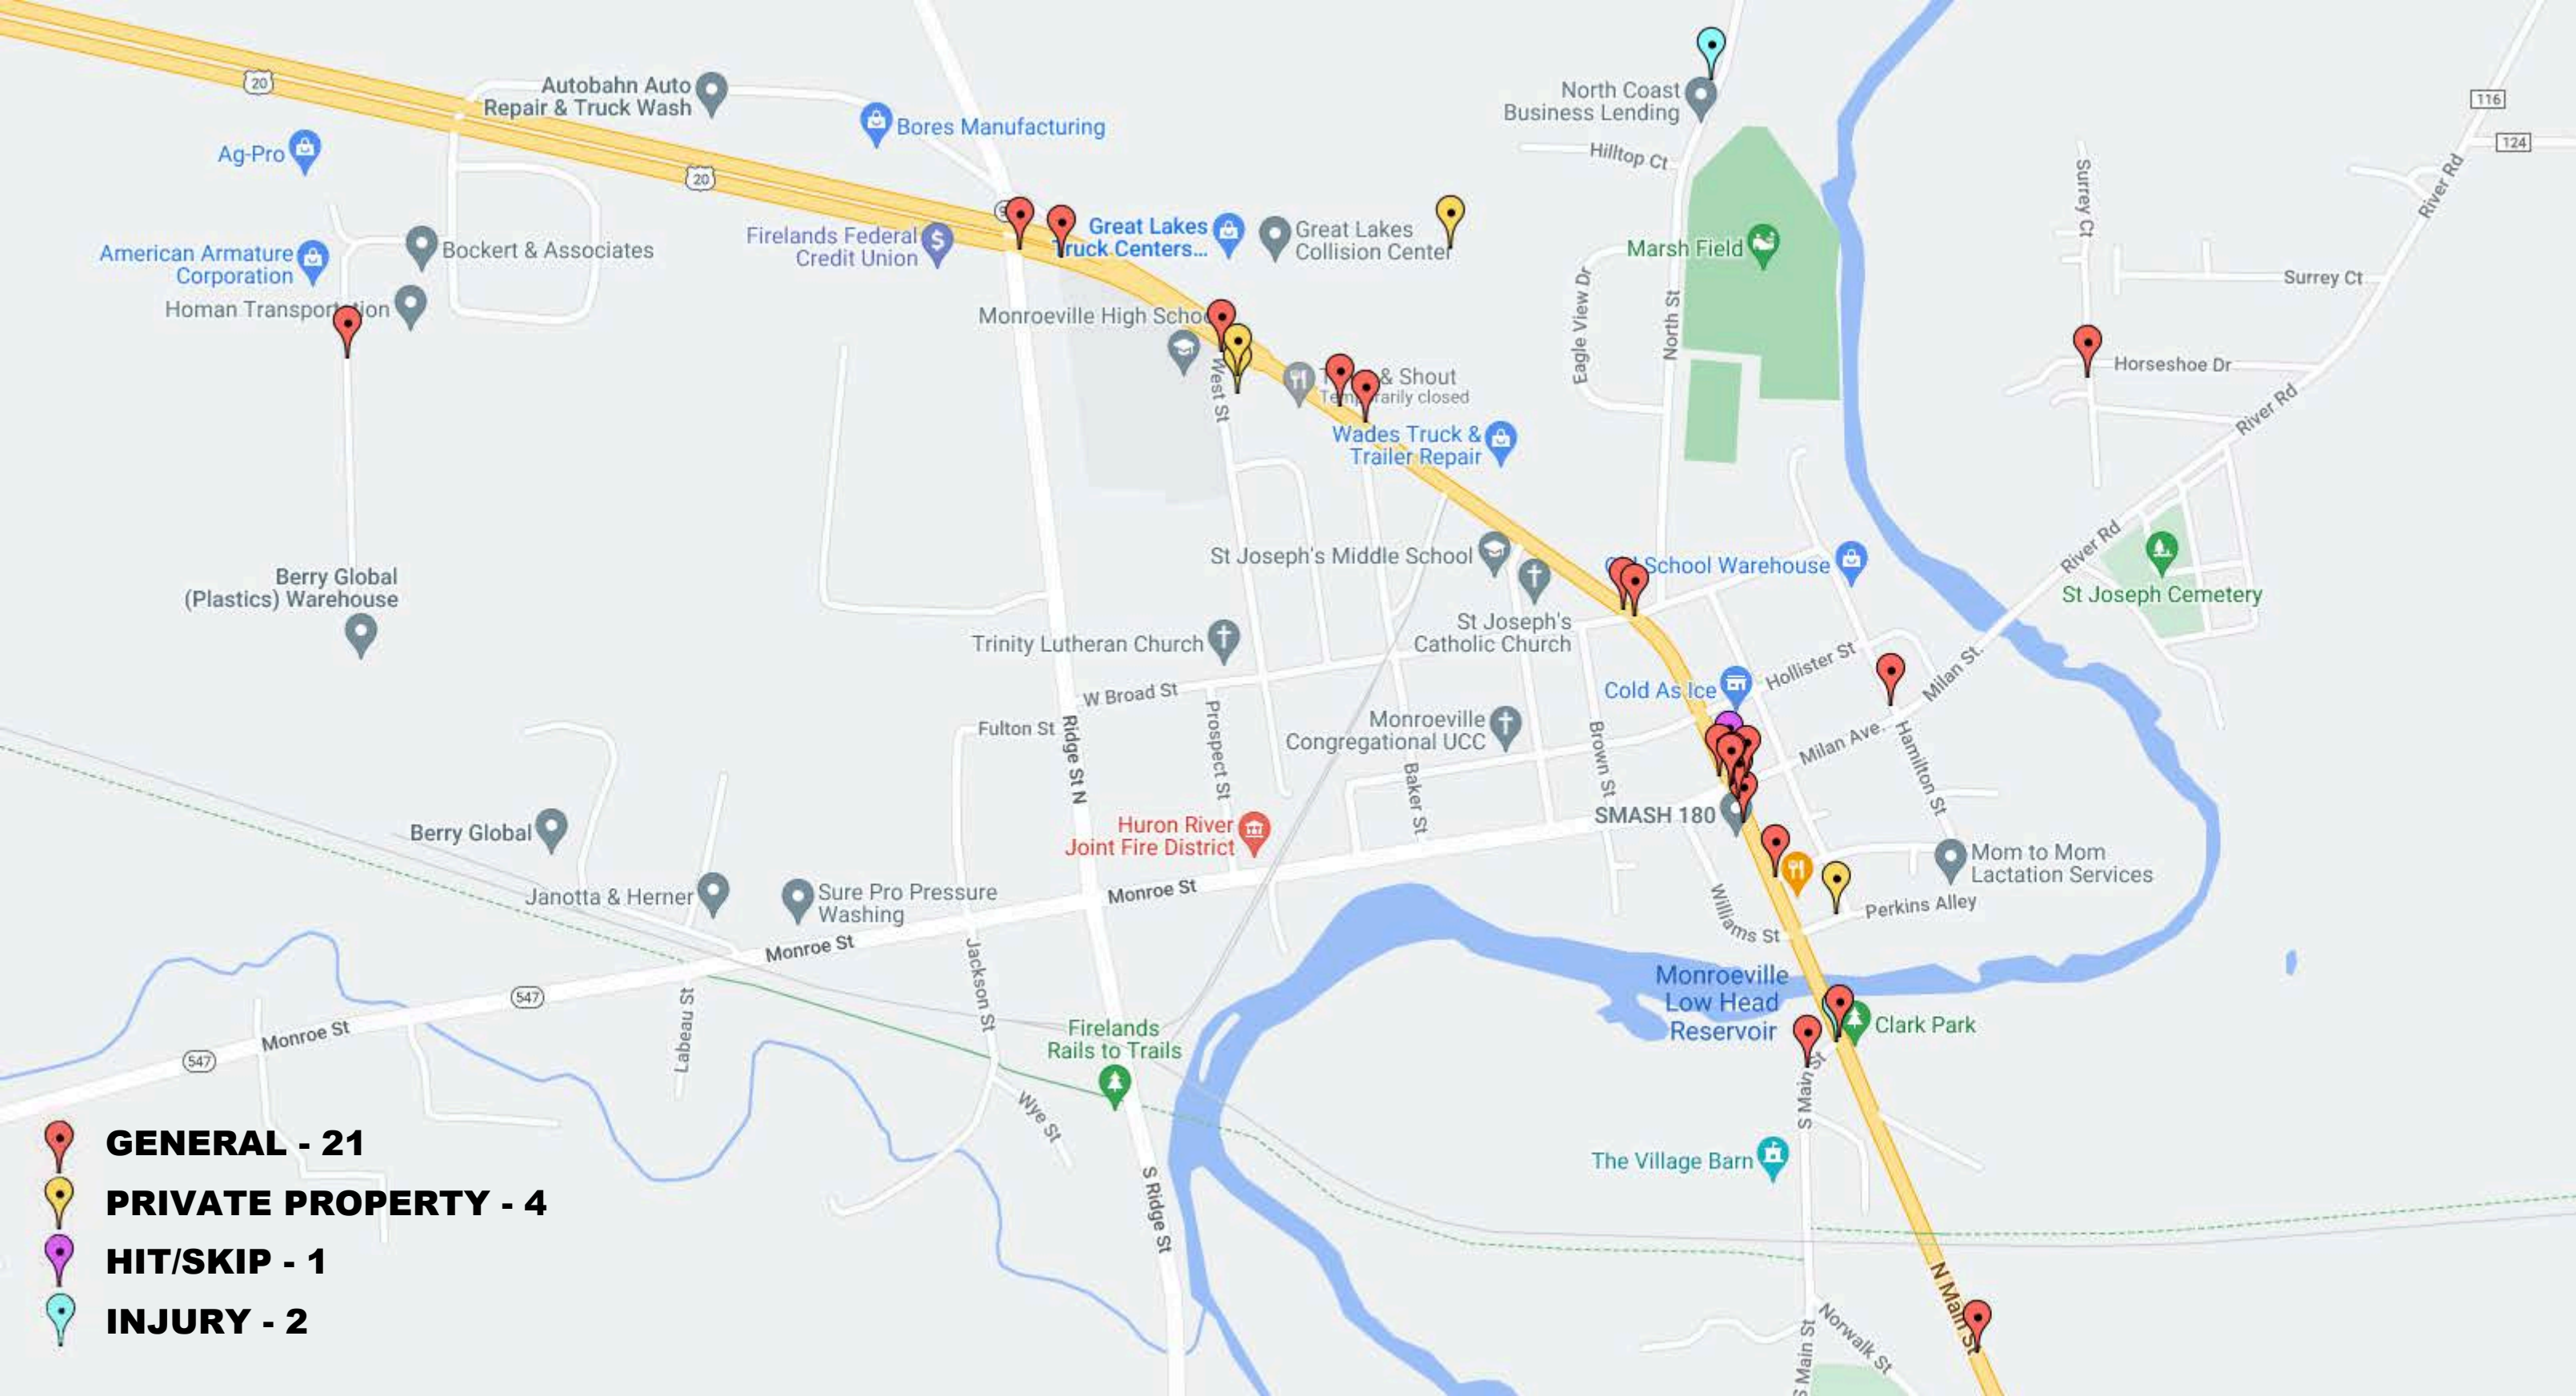 20
Autobahn Auto
Repair & Truck Wash
Bores Manufacturing
Ag-Pro
20
American Armature
Corporation
Bockert & Associates
Homan Transportation
Firelands Federal
Credit Union
Great Lakes
Truck Centers...
Great Lakes
Collision Center
North Coast
Business Lending
Hilltop Ct
Marsh Field
Eagle View Dr
North St
116
124
River Rd
Surrey Ct
Surrey Ct
Horseshoe Dr
River Rd
Monroeville High School
West St
& Shout
Temporarily closed
Wades Truck &
Trailer Repair
Berry Global
(Plastics) Warehouse
St Joseph's Middle School
School Warehouse
River Rd
St Joseph Cemetery
Trinity Lutheran Church
St Joseph's
Catholic Church
W Broad St
Hollister St
Milan St.
Cold As Ice
Fulton St
Ridge St N
Prospect St
Monroeville
Congregational UCC
Brown St
Milan Ave.
Hamilton St
Baker St
SMASH 180
Berry Global
Huron River
Joint Fire District
Mom to Mom
Lactation Services
Janotta & Herner
Sure Pro Pressure
Washing
Monroe St
Williams St
Perkins Alley
Monroe St
Jackson St
547
Monroe St
547
Labeau St
Monroeville
Low Head
Reservoir
Clark Park
Firelands
Rails to Trails
Wye St
S Main St
The Village Barn
S Ridge St
N Main St
Norwalk St
S Main St
GENERAL - 21
PRIVATE PROPERTY - 4
HIT/SKIP - 1
INJURY - 2